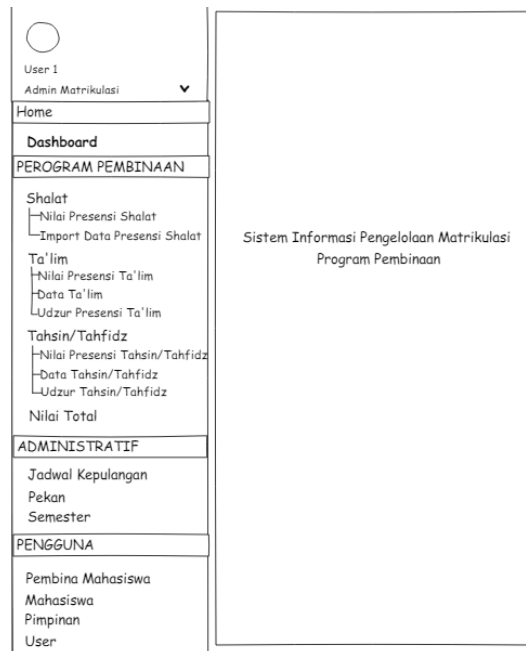 User 1
Admin Matrikulasi
Home
Dashboard
PEROGRAM PEMBINAAN
Shalat
Nilai Presensi Shalat
Import Data Presensi Shalat
Ta'lim
Nilai Presensi Ta'lim
Data Ta'lim
Udzur Presensi Ta'lim
Tahsin/Tahfidz
Nilai Presensi Tahsin/Tahfidz
Data Tahsin/Tahfidz
Udzur Tahsin/Tahfidz
Nilai Total
ADMINISTRATIF
Jadwal Kepulangan
Pekan
Semester
PENGGUNA
Pembina Mahasiswa
Mahasiswa
Pimpinan
User
Sistem Informasi Pengelolaan Matrikulasi
Program Pembinaan